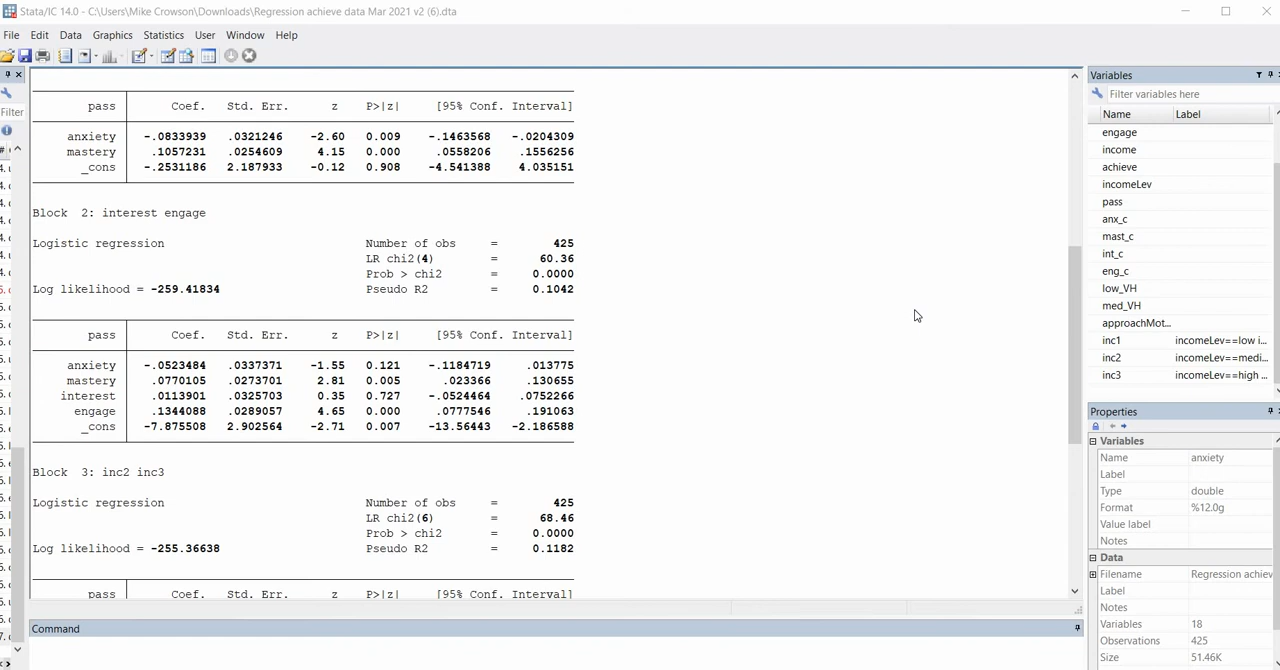 Stata/IC 14.0 - C:\Users\Mike Crowson\Downloads\Regression achieve data Mar 2021 v2 (6).dta
File Edit Data Graphics Statistics User Window Help
pass Coef. Std. Err. z P>|z| [95% Conf. Interval]
anxiety -.0833939 .0321246 -2.60 0.009 -.1463568 -.0204309
mastery .1057231 .0254609 4.15 0.000 .0558206 .1556256
_cons -.2531186 2.187933 -0.12 0.908 -4.541388 4.035151
Block 2: interest engage
Logistic regression Number of obs = 425
LR chi2(4) = 60.36
Prob > chi2 = 0.0000
Log likelihood = -259.41834 Pseudo R2 = 0.1042
pass Coef. Std. Err. z P>|z| [95% Conf. Interval]
anxiety -.0523484 .0337371 -1.55 0.121 -.1184719 .013775
mastery .0770105 .0273701 2.81 0.005 .023366 .130655
interest .0113901 .0325703 0.35 0.727 -.0524464 .0752266
engage .1344088 .0289057 4.65 0.000 .0777546 .191063
_cons -7.875508 2.902564 -2.71 0.007 -13.56443 -2.186588
Block 3: inc2 inc3
Logistic regression Number of obs = 425
LR chi2(6) = 68.46
Prob > chi2 = 0.0000
Log likelihood = -255.36638 Pseudo R2 = 0.1182
pass Coef. Std. Err. z P>|z| [95% Conf. Interval]
Command
Filter
#
Variables
Filter variables here
Name Label
engage
income
achieve
incomeLev
pass
anx_c
mast_c
int_c
eng_c
low_VH
med_VH
approachMot...
inc1 incomeLev==low i...
inc2 incomeLev==medi...
inc3 incomeLev==high ...
Properties
Variables
Name anxiety
Label
Type double
Format %12.0g
Value label
Notes
Data
Filename Regression achiev
Label
Notes
Variables 18
Observations 425
Size 51.46K